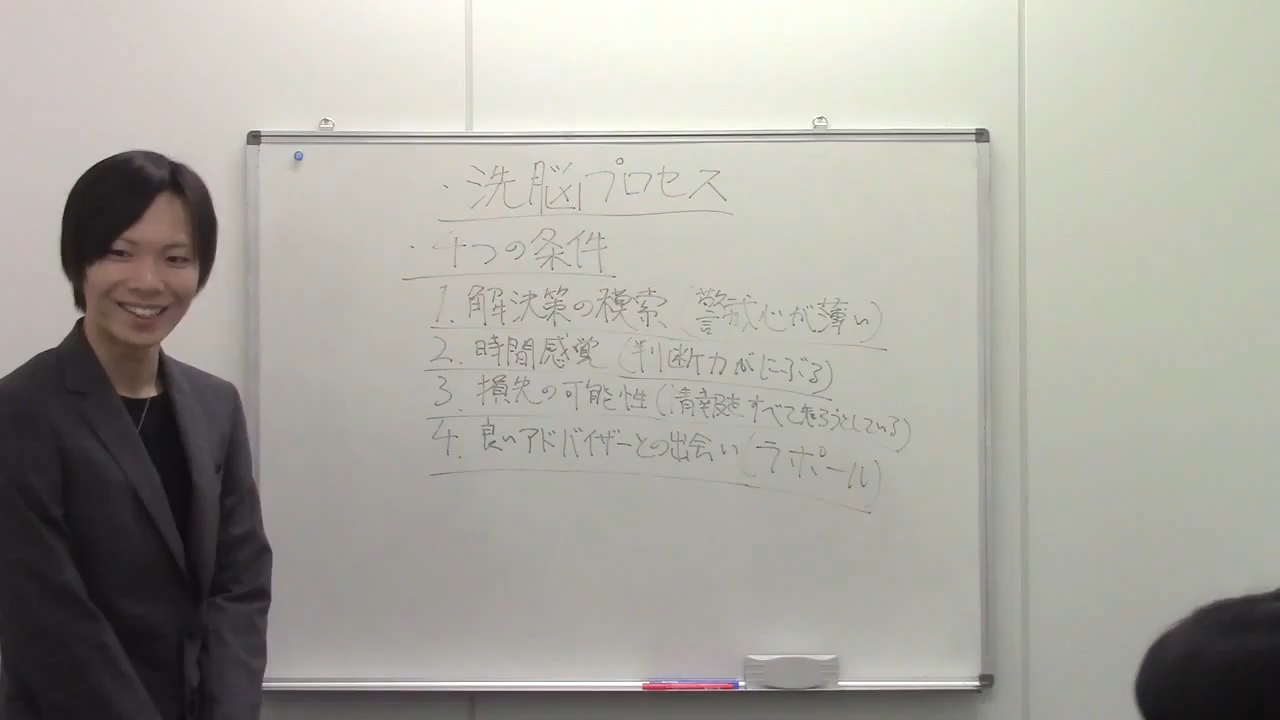 ・洗脳プロセス
・4つの条件
1. 解決策の模索 (警戒心が薄い)
2. 時間感覚 (判断力がにぶる)
3. 損失の可能性 (情報をすべて知ろうとしている)
4. 良いアドバイザーとの出会い (ラポール)